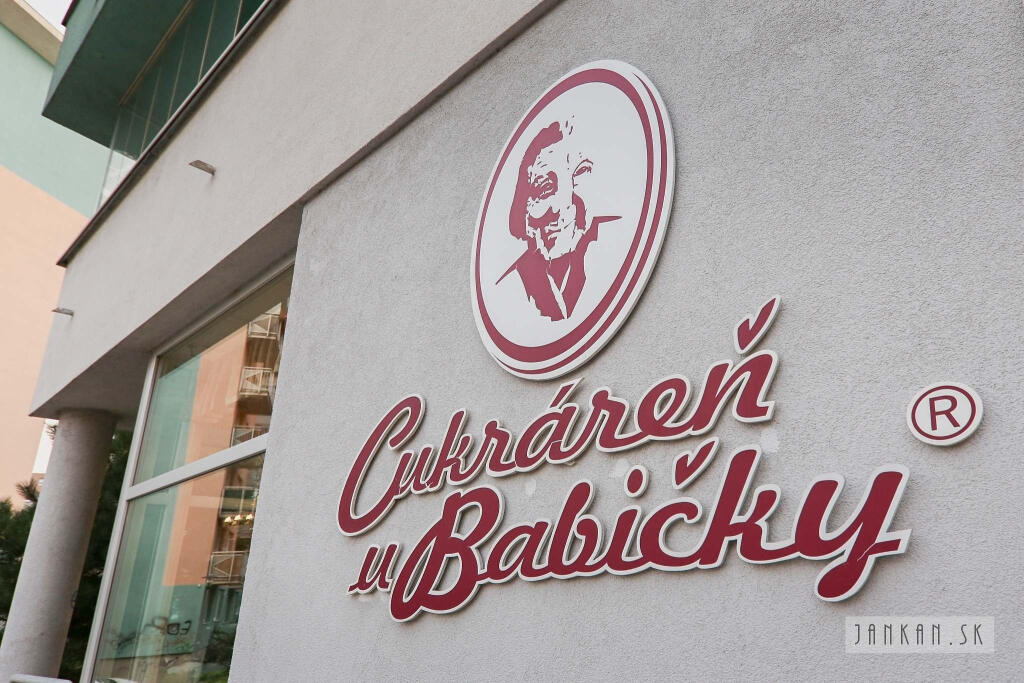 Cukráreň
u Babičky
®
JANKAN.SK